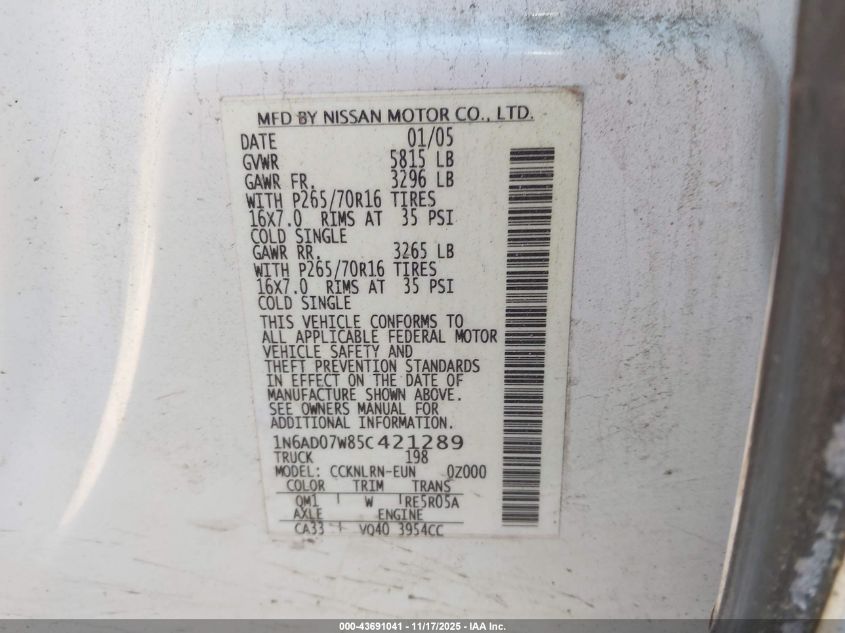 MFD BY NISSAN MOTOR CO., LTD.
DATE 01/05
GVWR 5815 LB
GAWR FR. 3296 LB
WITH P265/70R16 TIRES
16X7.0 RIMS AT 35 PSI
COLD SINGLE
GAWR RR. 3265 LB
WITH P265/70R16 TIRES
16X7.0 RIMS AT 35 PSI
COLD SINGLE
THIS VEHICLE CONFORMS TO
ALL APPLICABLE FEDERAL MOTOR
VEHICLE SAFETY AND
THEFT PREVENTION STANDARDS
IN EFFECT ON THE DATE OF
MANUFACTURE SHOWN ABOVE.
SEE OWNERS MANUAL FOR
ADDITIONAL INFORMATION.
1N6AD07W85C421289
TRUCK 198
MODEL: CCKNLRN-EUN 0Z000
COLOR TRIM TRANS
QM1 W RE5R05A
AXLE ENGINE
CA33 VQ40 3954CC
000-43691041 - 11/17/2025 - IAA Inc.